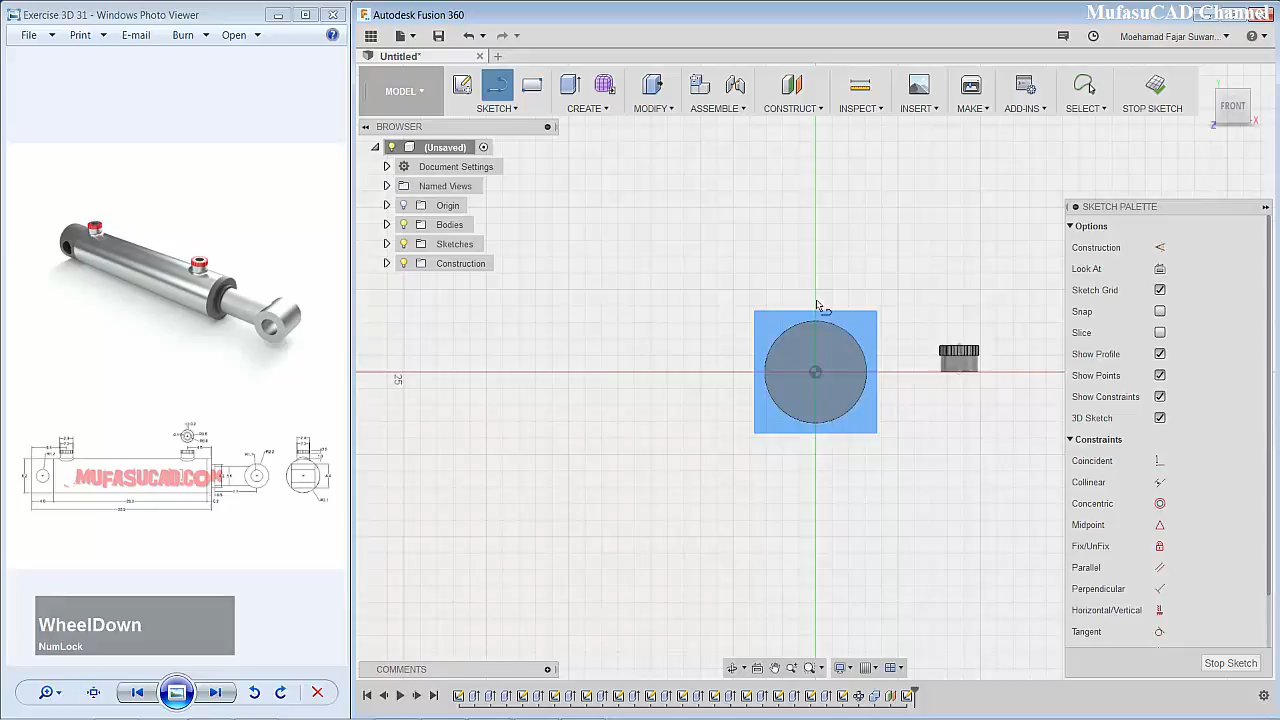 Exercise 3D 31 - Windows Photo Viewer
File
Print
E-mail
Burn
Open
MUFASUCAD.COM
WheelDown
NumLock
Autodesk Fusion 360
MufasuCAD Channel
Moehamad Fajar Suwan...
Untitled*
MODEL
SKETCH
CREATE
MODIFY
ASSEMBLE
CONSTRUCT
INSPECT
INSERT
MAKE
ADD-INS
SELECT
STOP SKETCH
FRONT
Y
X
Z
BROWSER
(Unsaved)
Document Settings
Named Views
Origin
Bodies
Sketches
Construction
25
SKETCH PALETTE
Options
Construction
Look At
Sketch Grid
Snap
Slice
Show Profile
Show Points
Show Constraints
3D Sketch
Constraints
Coincident
Collinear
Concentric
Midpoint
Fix/UnFix
Parallel
Perpendicular
Horizontal/Vertical
Tangent
Stop Sketch
COMMENTS